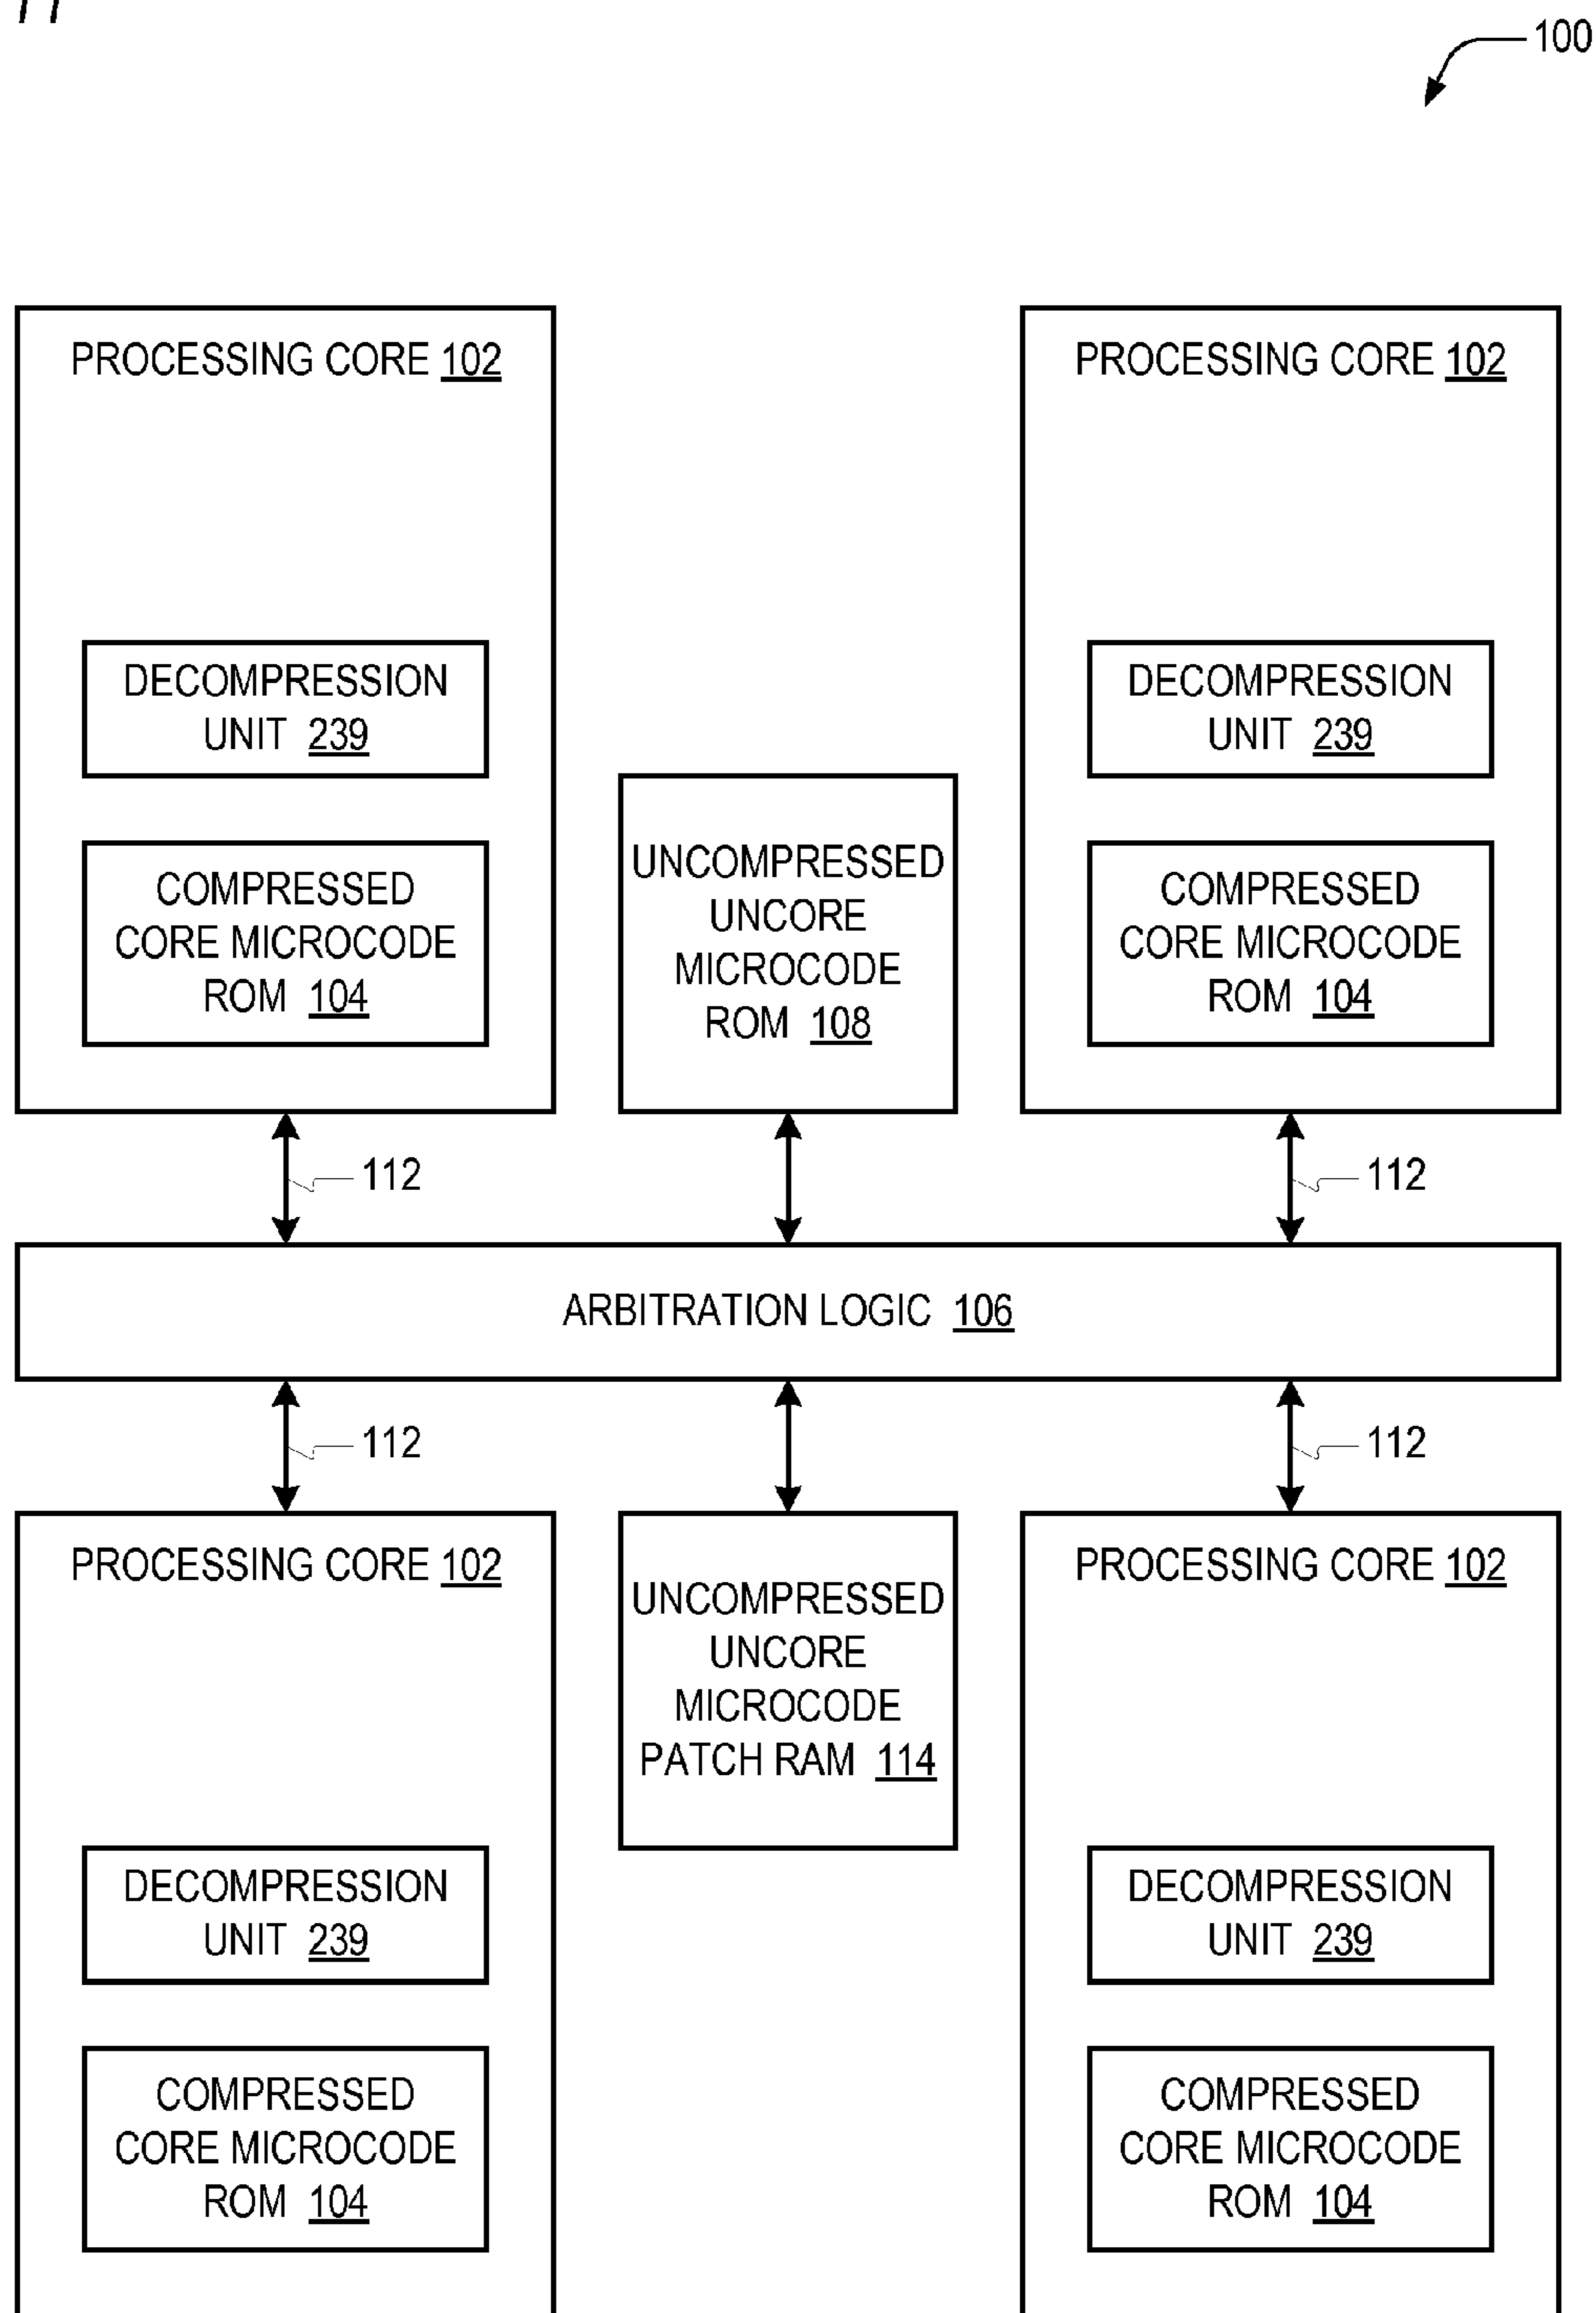 100
PROCESSING CORE 102
DECOMPRESSION
UNIT 239
COMPRESSED
CORE MICROCODE
ROM 104
UNCOMPRESSED
UNCORE
MICROCODE
ROM 108
PROCESSING CORE 102
DECOMPRESSION
UNIT 239
COMPRESSED
CORE MICROCODE
ROM 104
112
112
ARBITRATION LOGIC 106
112
112
PROCESSING CORE 102
DECOMPRESSION
UNIT 239
COMPRESSED
CORE MICROCODE
ROM 104
UNCOMPRESSED
UNCORE
MICROCODE
PATCH RAM 114
PROCESSING CORE 102
DECOMPRESSION
UNIT 239
COMPRESSED
CORE MICROCODE
ROM 104